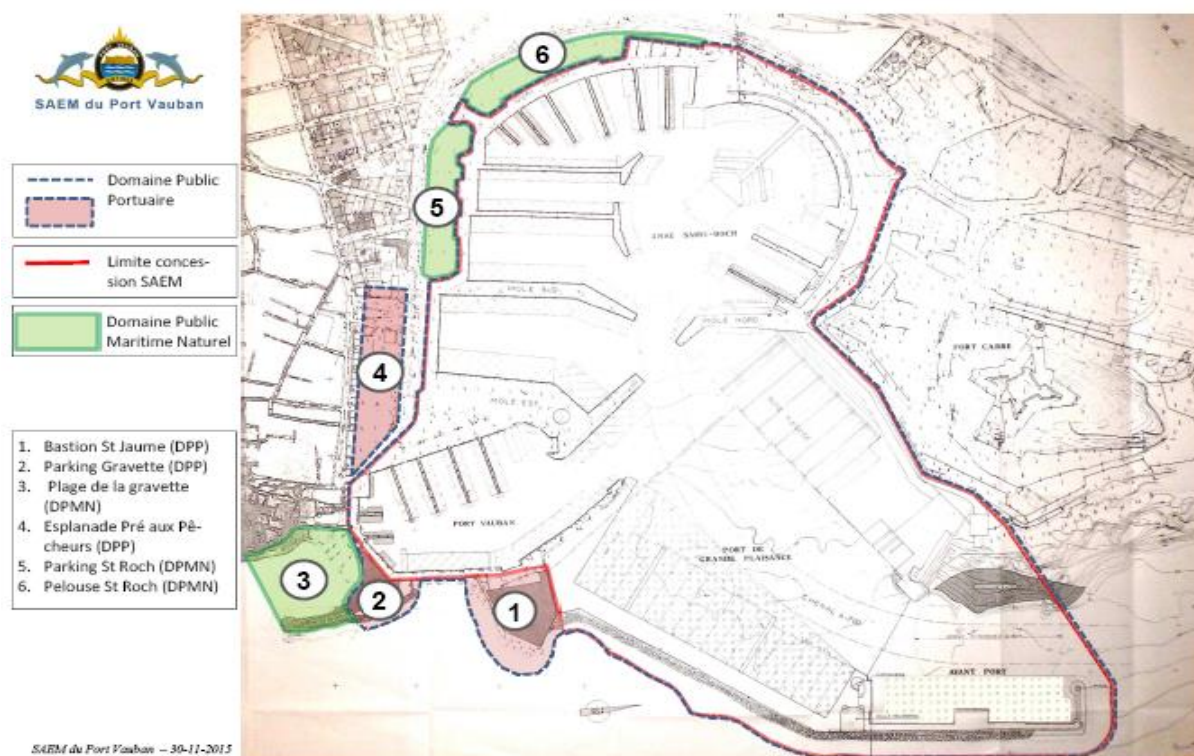 SAEM du Port Vauban
Domaine Public
Portuaire
Limite conces-
sion SAEM
Domaine Public
Maritime Naturel
1. Bastion St Jaume (DPP)
2. Parking Gravette (DPP)
3. Plage de la gravette
(DPMN)
4. Esplanade Pré aux Pê-
cheurs (DPP)
5. Parking St Roch (DPMN)
6. Pelouse St Roch (DPMN)
SAEM du Port Vauban – 30-11-2015
6
5
ANSE SAINT-ROCH
MOLE SUD
MOLE NORD
FORT CARRE
4
MOLE EST
PORT VAUBAN
PORT DE
GRANDE PLAISANCE
3
2
1
AVANT PORT